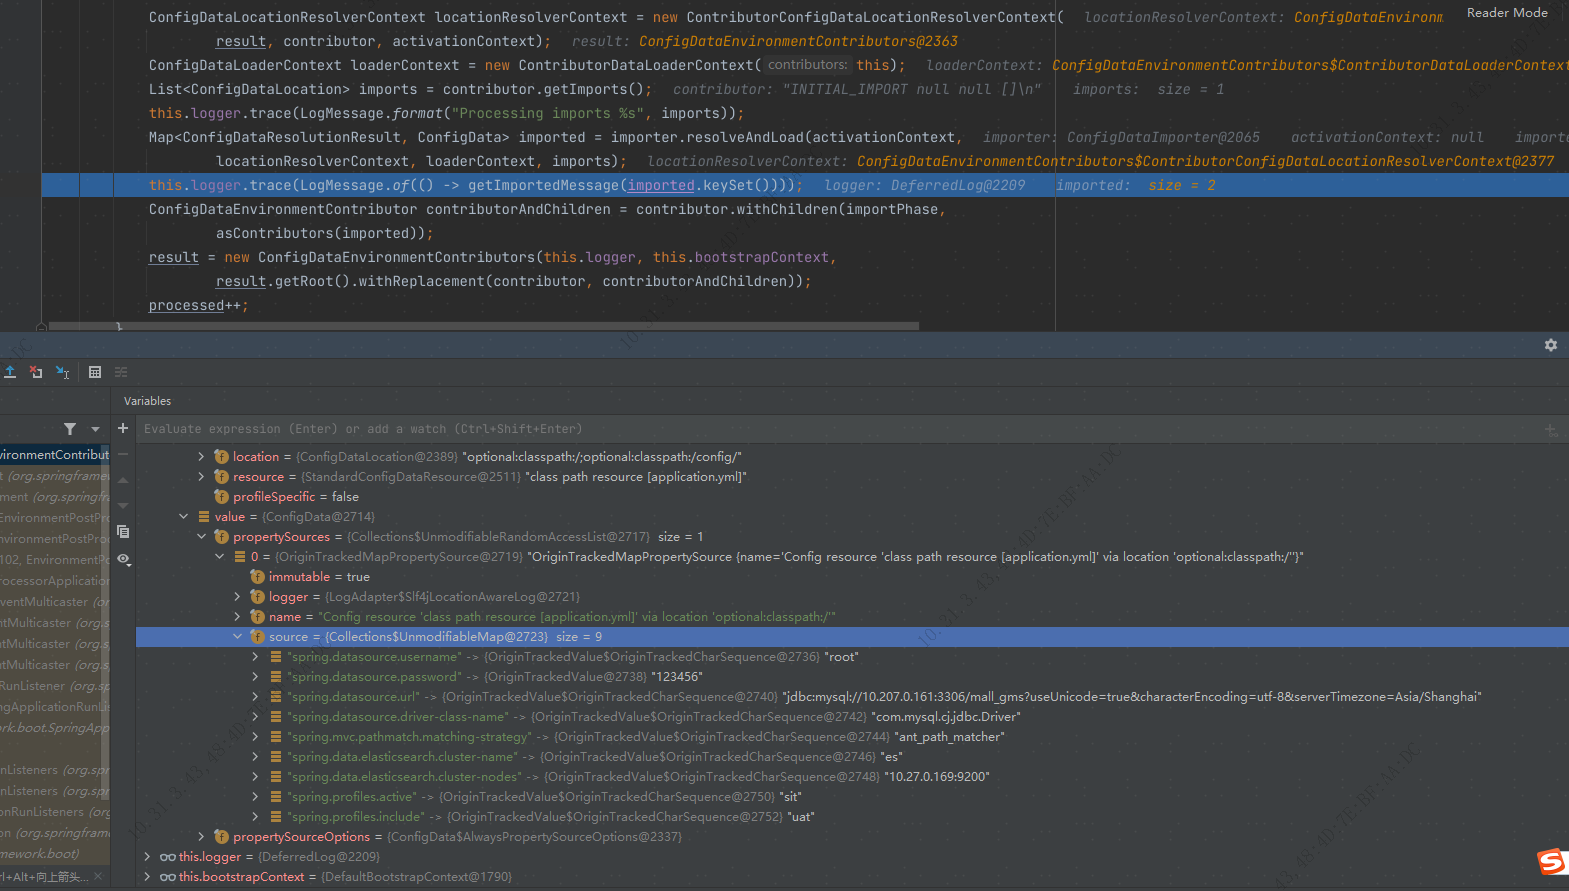 ConfigDataLocationResolverContext locationResolverContext = new ContributorConfigDataLocationResolverContext( locationResolverContext: ConfigDataEnvironm
Reader Mode
result, contributor, activationContext); result: ConfigDataEnvironmentContributors@2363
ConfigDataLoaderContext loaderContext = new ContributorDataLoaderContext( contributors: this); loaderContext: ConfigDataEnvironmentContributors$ContributorDataLoaderContext
List<ConfigDataLocation> imports = contributor.getImports(); contributor: "INITIAL_IMPORT null null []\n" imports: size = 1
this.logger.trace(LogMessage.format("Processing imports %s", imports));
Map<ConfigDataResolutionResult, ConfigData> imported = importer.resolveAndLoad(activationContext, importer: ConfigDataImporter@2065 activationContext: null importe
locationResolverContext, loaderContext, imports); locationResolverContext: ConfigDataEnvironmentContributors$ContributorConfigDataLocationResolverContext@2377
this.logger.trace(LogMessage.of(() -> getImportedMessage(imported.keySet()))); logger: DeferredLog@2209 imported: size = 2
ConfigDataEnvironmentContributor contributorAndChildren = contributor.withChildren(importPhase,
asContributors(imported));
result = new ConfigDataEnvironmentContributors(this.logger, this.bootstrapContext,
result.getRoot().withReplacement(contributor, contributorAndChildren));
processed++;
}
Variables
Evaluate expression (Enter) or add a watch (Ctrl+Shift+Enter)
vironmentContribut
location = {ConfigDataLocation@2389} "optional:classpath:/;optional:classpath:/config/"
t (org.springframew
resource = {StandardConfigDataResource@2511} "class path resource [application.yml]"
ment (org.springfra
profileSpecific = false
EnvironmentPostPro
value = {ConfigData@2714}
nvironmentPostProc
propertySources = {Collections$UnmodifiableRandomAccessList@2717} size = 1
102, EnvironmentPo
0 = {OriginTrackedMapPropertySource@2719} "OriginTrackedMapPropertySource {name='Config resource 'class path resource [application.yml]' via location 'optional:classpath:/''}"
rocessorApplication
immutable = true
ventMulticaster (or
logger = {LogAdapter$Slf4jLocationAwareLog@2721}
ntMulticaster (org.s
name = "Config resource 'class path resource [application.yml]' via location 'optional:classpath:/'"
Multicaster (org.sp
source = {Collections$UnmodifiableMap@2723} size = 9
utMulticaster (org.sp
"spring.datasource.username" -> {OriginTrackedValue$OriginTrackedCharSequence@2736} "root"
RunListener (org.sp
"spring.datasource.password" -> {OriginTrackedValue@2738} "123456"
ngApplicationRunLis
"spring.datasource.url" -> {OriginTrackedValue$OriginTrackedCharSequence@2740} "jdbc:mysql://10.207.0.161:3306/mall_gms?useUnicode=true&characterEncoding=utf-8&serverTimezone=Asia/Shanghai"
"spring.datasource.driver-class-name" -> {OriginTrackedValue$OriginTrackedCharSequence@2742} "com.mysql.cj.jdbc.Driver"
rk.boot.SpringApp
"spring.mvc.pathmatch.matching-strategy" -> {OriginTrackedValue$OriginTrackedCharSequence@2744} "ant_path_matcher"
"spring.data.elasticsearch.cluster-name" -> {OriginTrackedValue$OriginTrackedCharSequence@2746} "es"
nListeners (org.spr
"spring.data.elasticsearch.cluster-nodes" -> {OriginTrackedValue$OriginTrackedCharSequence@2748} "10.27.0.169:9200"
nListeners (org.spr
"spring.profiles.active" -> {OriginTrackedValue$OriginTrackedCharSequence@2750} "sit"
onRunListeners (org
"spring.profiles.include" -> {OriginTrackedValue$OriginTrackedCharSequence@2752} "uat"
on (org.springfram
propertySourceOptions = {ConfigData$AlwaysPropertySourceOptions@2337}
mework.boot)
this.logger = {DeferredLog@2209}
rl+Alt+向上箭头...
this.bootstrapContext = {DefaultBootstrapContext@1790}